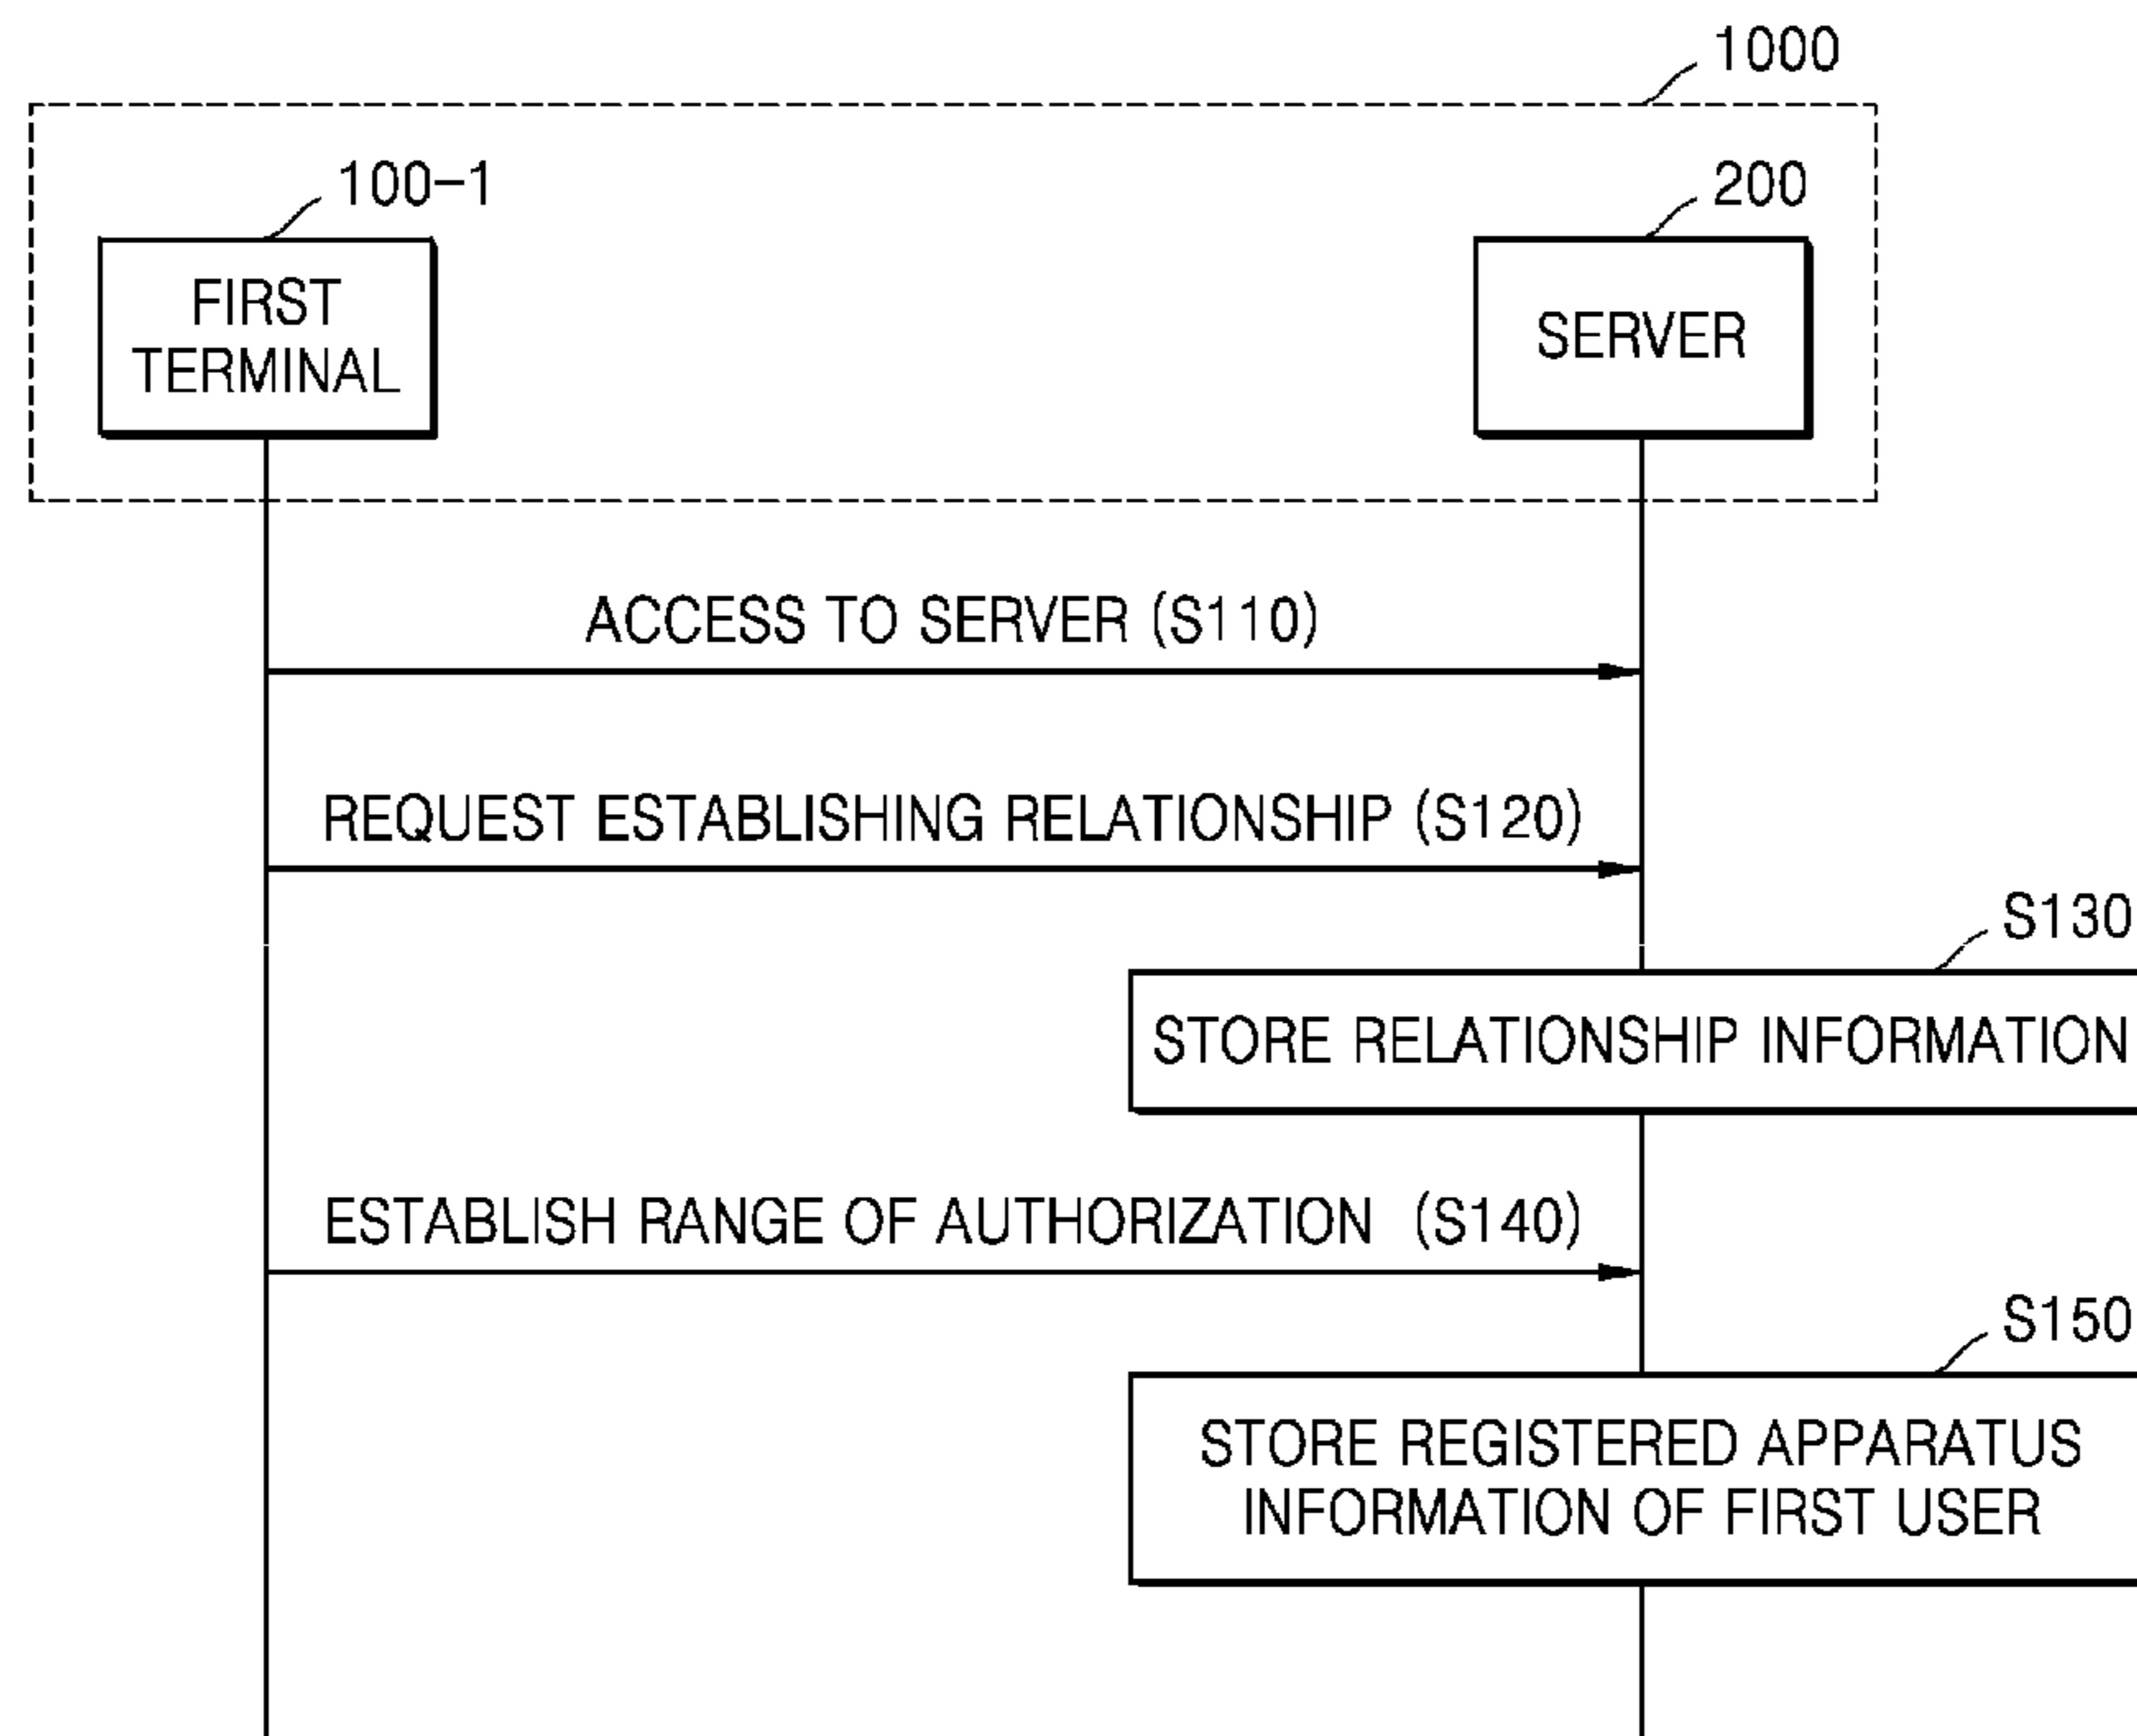 1000
100-1
200
FIRST
TERMINAL
SERVER
ACCESS TO SERVER (S110)
REQUEST ESTABLISHING RELATIONSHIP (S120)
S130
STORE RELATIONSHIP INFORMATION
ESTABLISH RANGE OF AUTHORIZATION (S140)
S150
STORE REGISTERED APPARATUS
INFORMATION OF FIRST USER